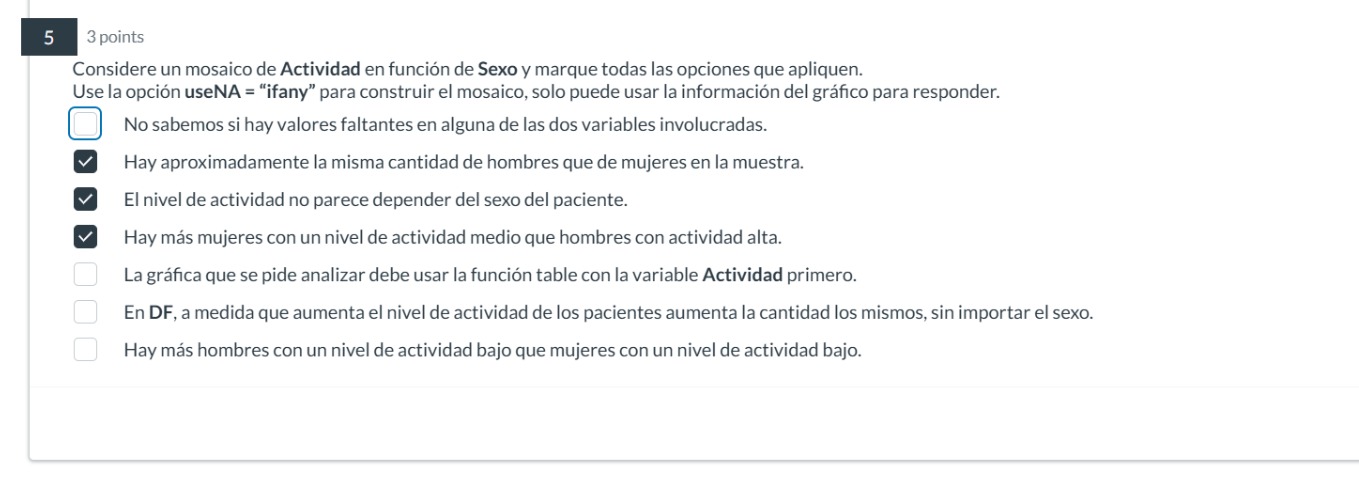 5 3 points
Considere un mosaico de Actividad en función de Sexo y marque todas las opciones que apliquen.
Use la opción useNA = “ifany” para construir el mosaico, solo puede usar la información del gráfico para responder.
No sabemos si hay valores faltantes en alguna de las dos variables involucradas.
Hay aproximadamente la misma cantidad de hombres que de mujeres en la muestra.
El nivel de actividad no parece depender del sexo del paciente.
Hay más mujeres con un nivel de actividad medio que hombres con actividad alta.
La gráfica que se pide analizar debe usar la función table con la variable Actividad primero.
En DF, a medida que aumenta el nivel de actividad de los pacientes aumenta la cantidad los mismos, sin importar el sexo.
Hay más hombres con un nivel de actividad bajo que mujeres con un nivel de actividad bajo.